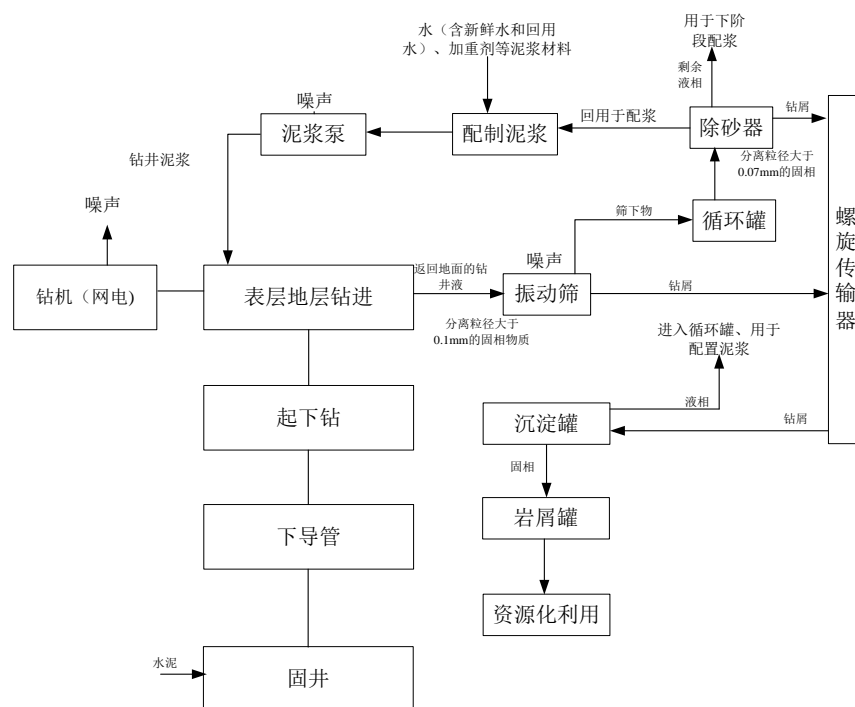 水（含新鲜水和回用
水）、加重剂等泥浆材料
用于下阶
段配浆
剩余
液相
噪声
泥浆泵
配制泥浆
回用于配浆
除砂器
钻屑
钻井泥浆
分离粒径大于
0.07mm的固相
噪声
筛下物
循环罐
螺
旋
传
输
器
钻机（网电)
表层地层钻进
返回地面的钻
井液
噪声
振动筛
钻屑
分离粒径大于
0.1mm的固相物质
进入循环罐、用于
配置泥浆
起下钻
沉淀罐
液相
钻屑
固相
下导管
岩屑罐
资源化利用
水泥
固井